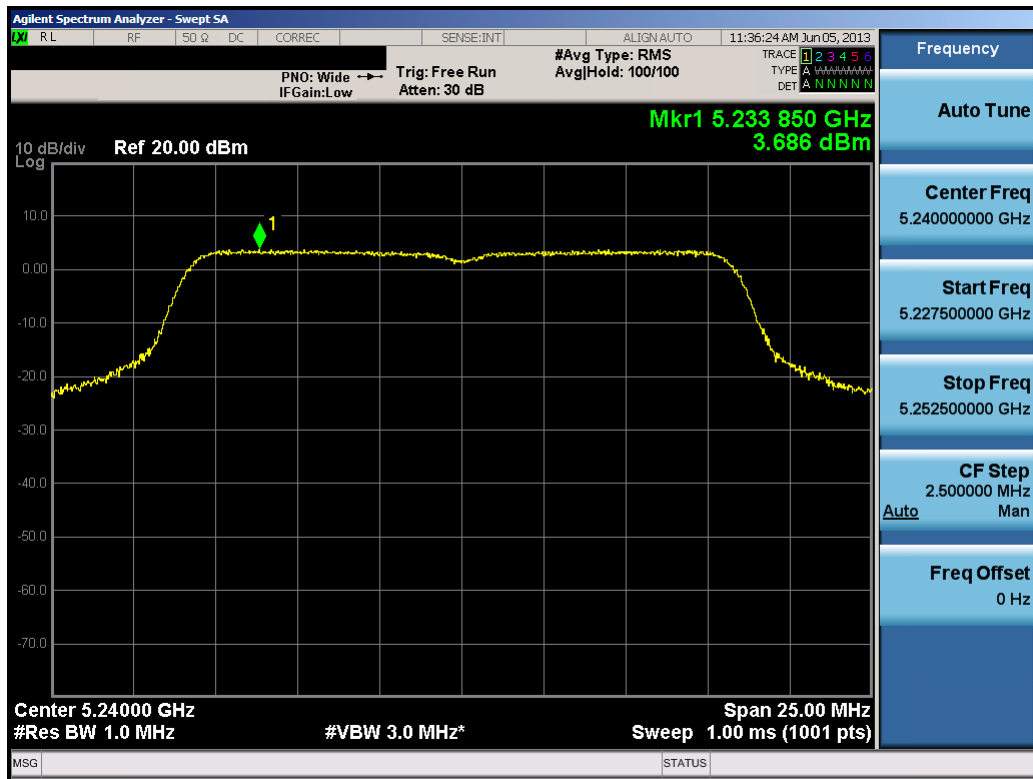 Agilent Spectrum Analyzer - Swept SA
LXI RL RF 50 Ω DC CORREC SENSE:INT ALIGN AUTO 11:36:24 AM Jun 05, 2013
Frequency
PNO: Wide
IFGain:Low
Trig: Free Run
Atten: 30 dB
#Avg Type: RMS
Avg|Hold: 100/100
TRACE 1 2 3 4 5 6
TYPE A WWWWW
DET A N N N N N
Mkr1 5.233 850 GHz
3.686 dBm
10 dB/div Ref 20.00 dBm
Log
1
10.0
0.00
-10.0
-20.0
-30.0
-40.0
-50.0
-60.0
-70.0
Center 5.24000 GHz Span 25.00 MHz
#Res BW 1.0 MHz #VBW 3.0 MHz* Sweep 1.00 ms (1001 pts)
MSG STATUS
Auto Tune
Center Freq
5.240000000 GHz
Start Freq
5.227500000 GHz
Stop Freq
5.252500000 GHz
CF Step
2.500000 MHz
Auto Man
Freq Offset
0 Hz